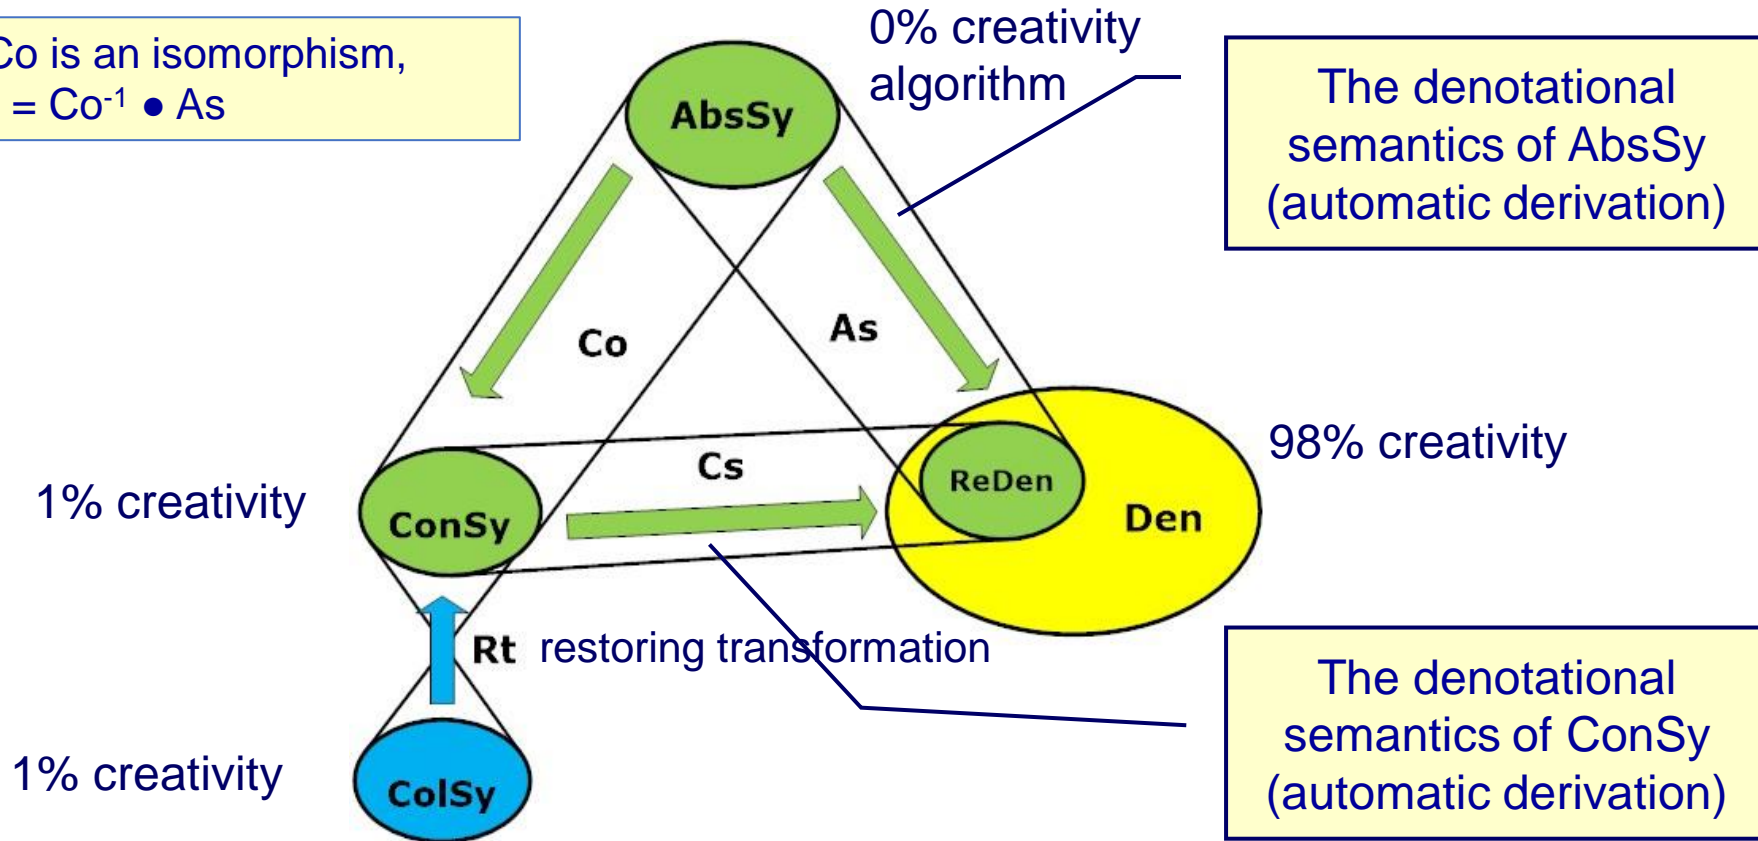 Co is an isomorphism,
= Co-1 ● As
0% creativity
algorithm
The denotational
semantics of AbsSy
(automatic derivation)
AbsSy
Co
As
98% creativity
1% creativity
Cs
ReDen
Den
ConSy
Rt restoring transformation
The denotational
semantics of ConSy
(automatic derivation)
1% creativity
ColSy